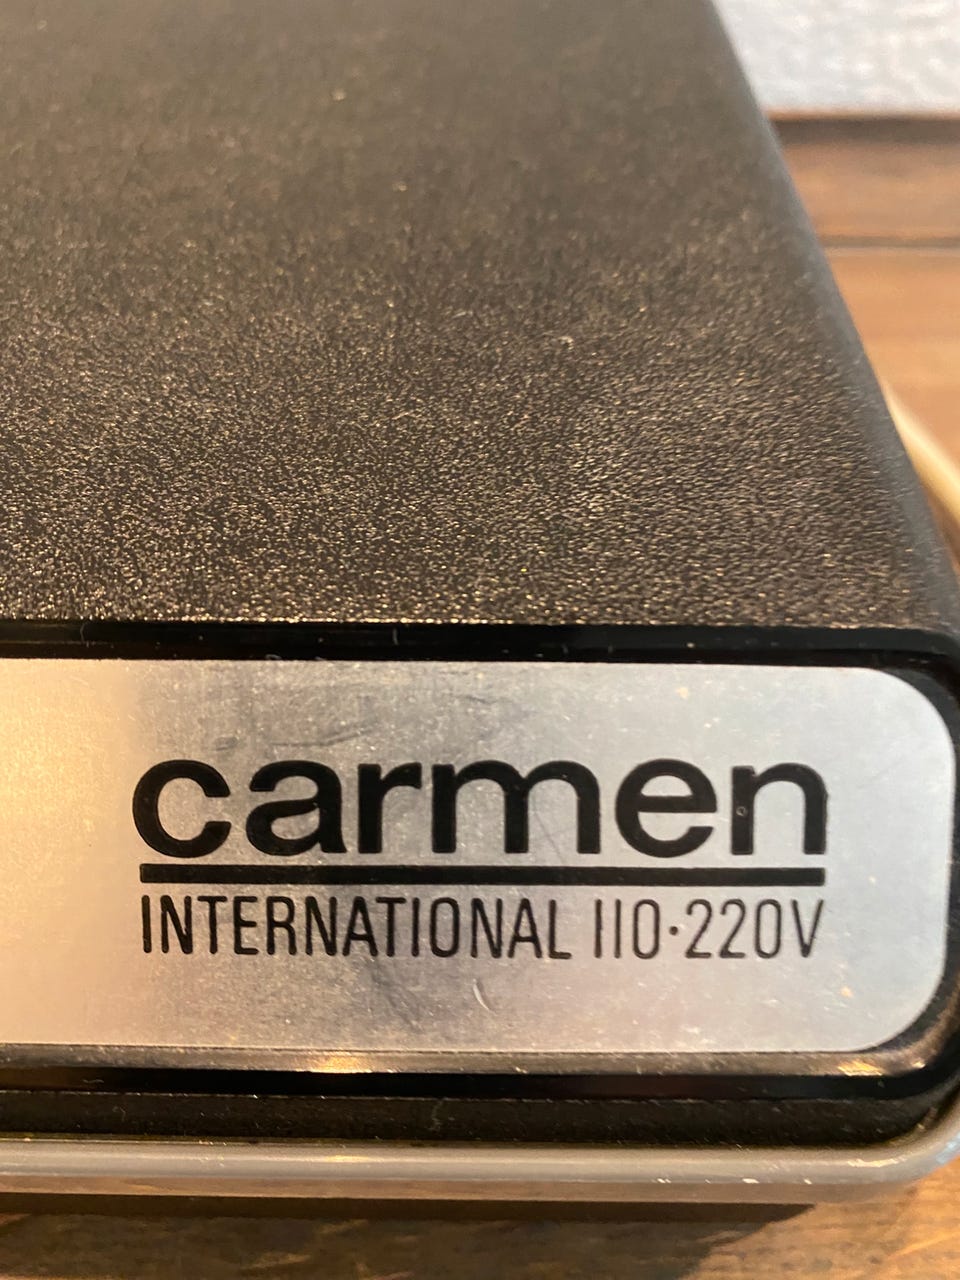 carmen
INTERNATIONAL 110·220V